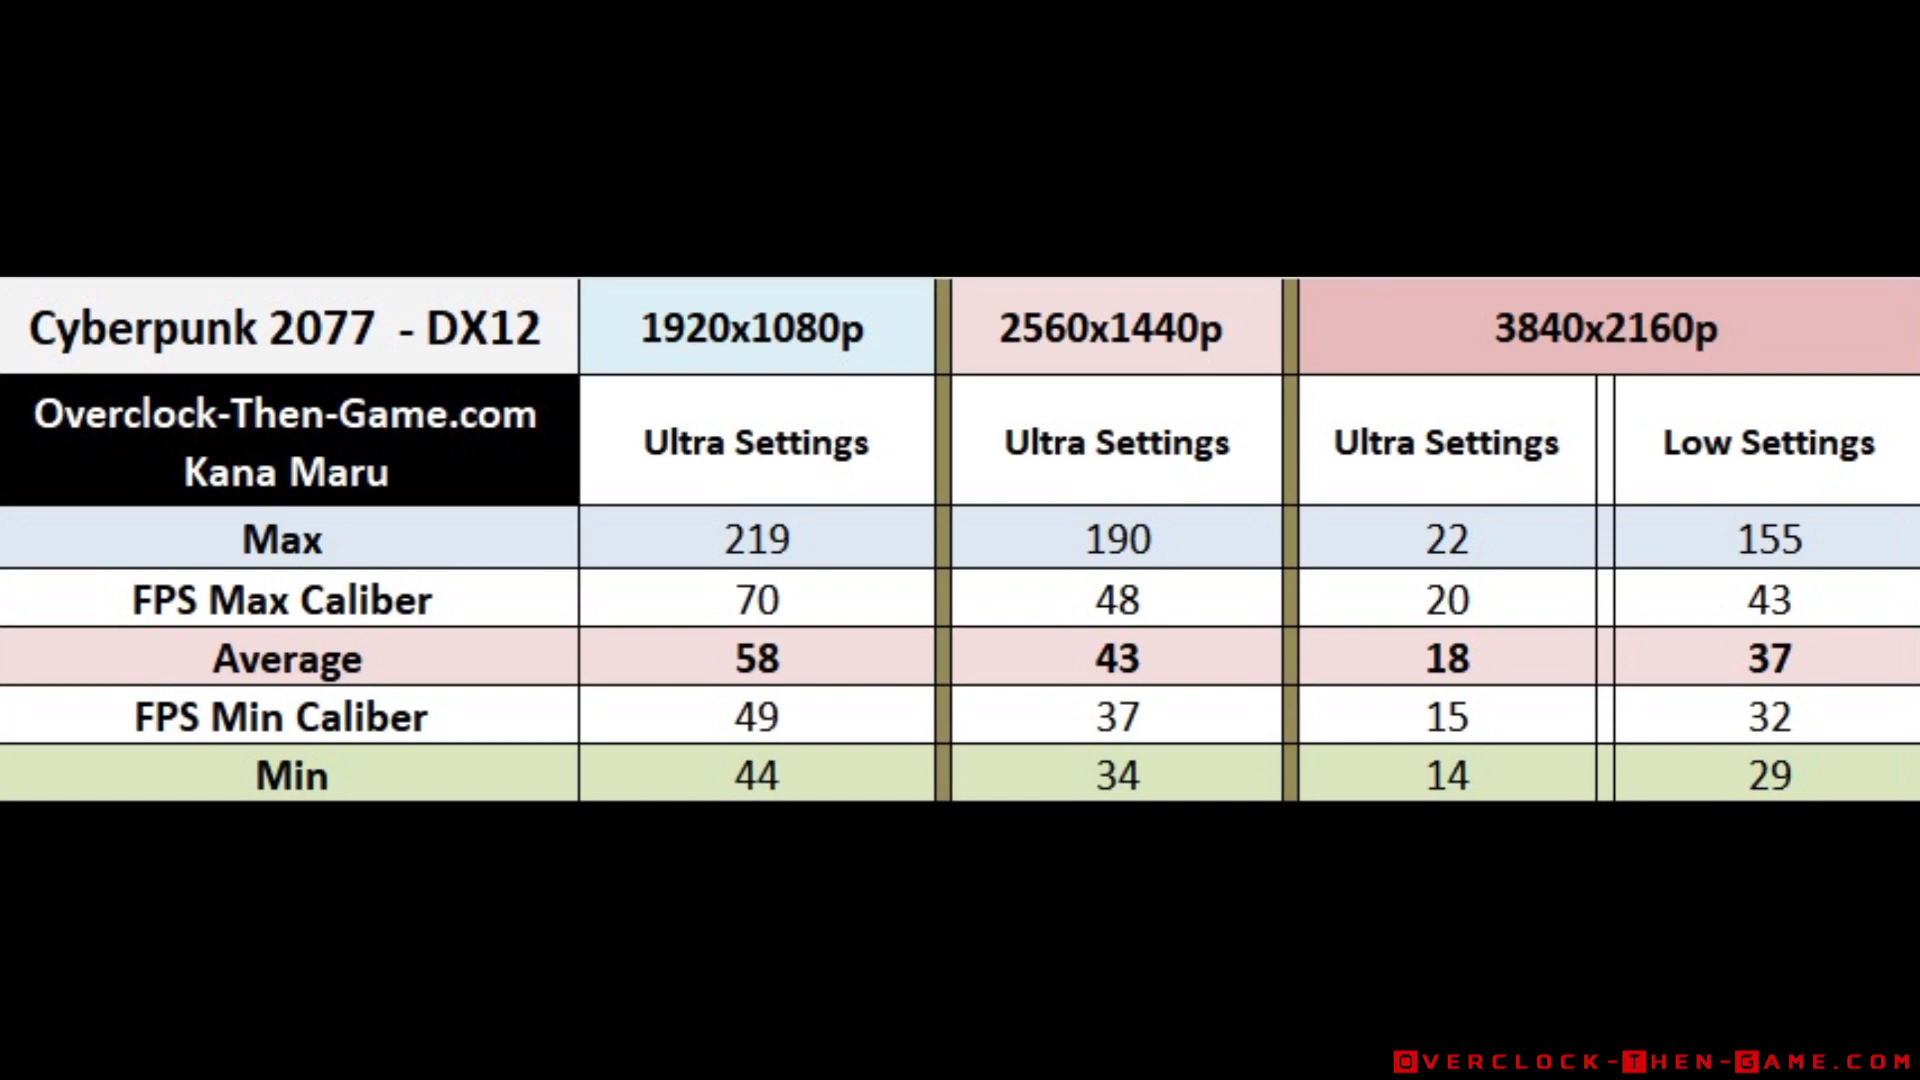 Cyberpunk 2077 - DX12 1920x1080p 2560x1440p 3840x2160p
Overclock-Then-Game.com
Kana Maru
Ultra Settings Ultra Settings Ultra Settings Low Settings
Max 219 190 22 155
FPS Max Caliber 70 48 20 43
Average 58 43 18 37
FPS Min Caliber 49 37 15 32
Min 44 34 14 29
OVERCLOCK-THEN-GAME.COM